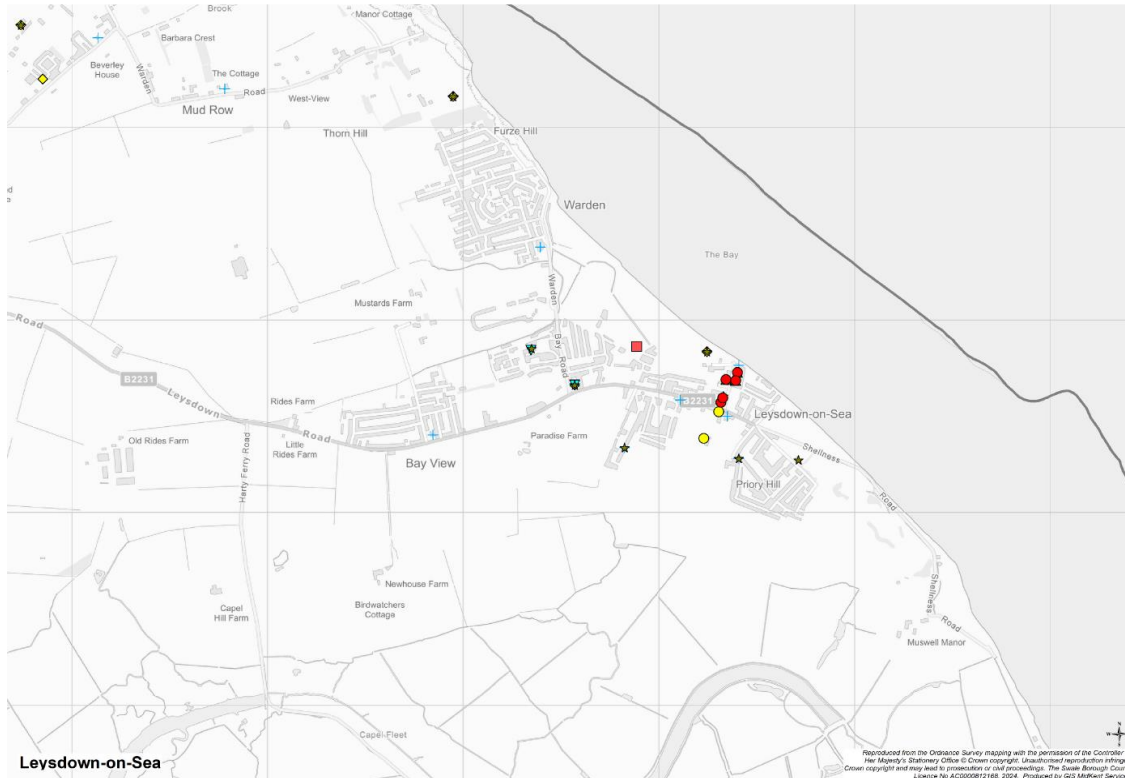 Brook
Manor Cottage
Barbara Crest
Beverley
House
The Cottage
Warden
Road
West-View
Mud Row
Thorn Hill
Furze Hill
Warden
The Bay
Warden
Bay
Road
Mustards Farm
Road
B2231
Leysdown
Road
Rides Farm
Old Rides Farm
Little
Rides Farm
Harty Ferry Road
Bay View
Paradise Farm
B2231
Leysdown-on-Sea
Shellness
Road
Priory Hill
Newhouse Farm
Birdwatchers
Cottage
Capel
Hill Farm
Shellness
Road
Muswell Manor
Capel Fleet
Leysdown-on-Sea
Reproduced from the Ordnance Survey mapping with the permission of the Controller
Her Majesty's Stationery Office © Crown copyright. Unauthorised reproduction infring
Crown copyright and may lead to prosecution or civil proceedings. The Swale Borough Coun
Licence No AC0000812168, 2024. Produced by GIS MidKent Servic